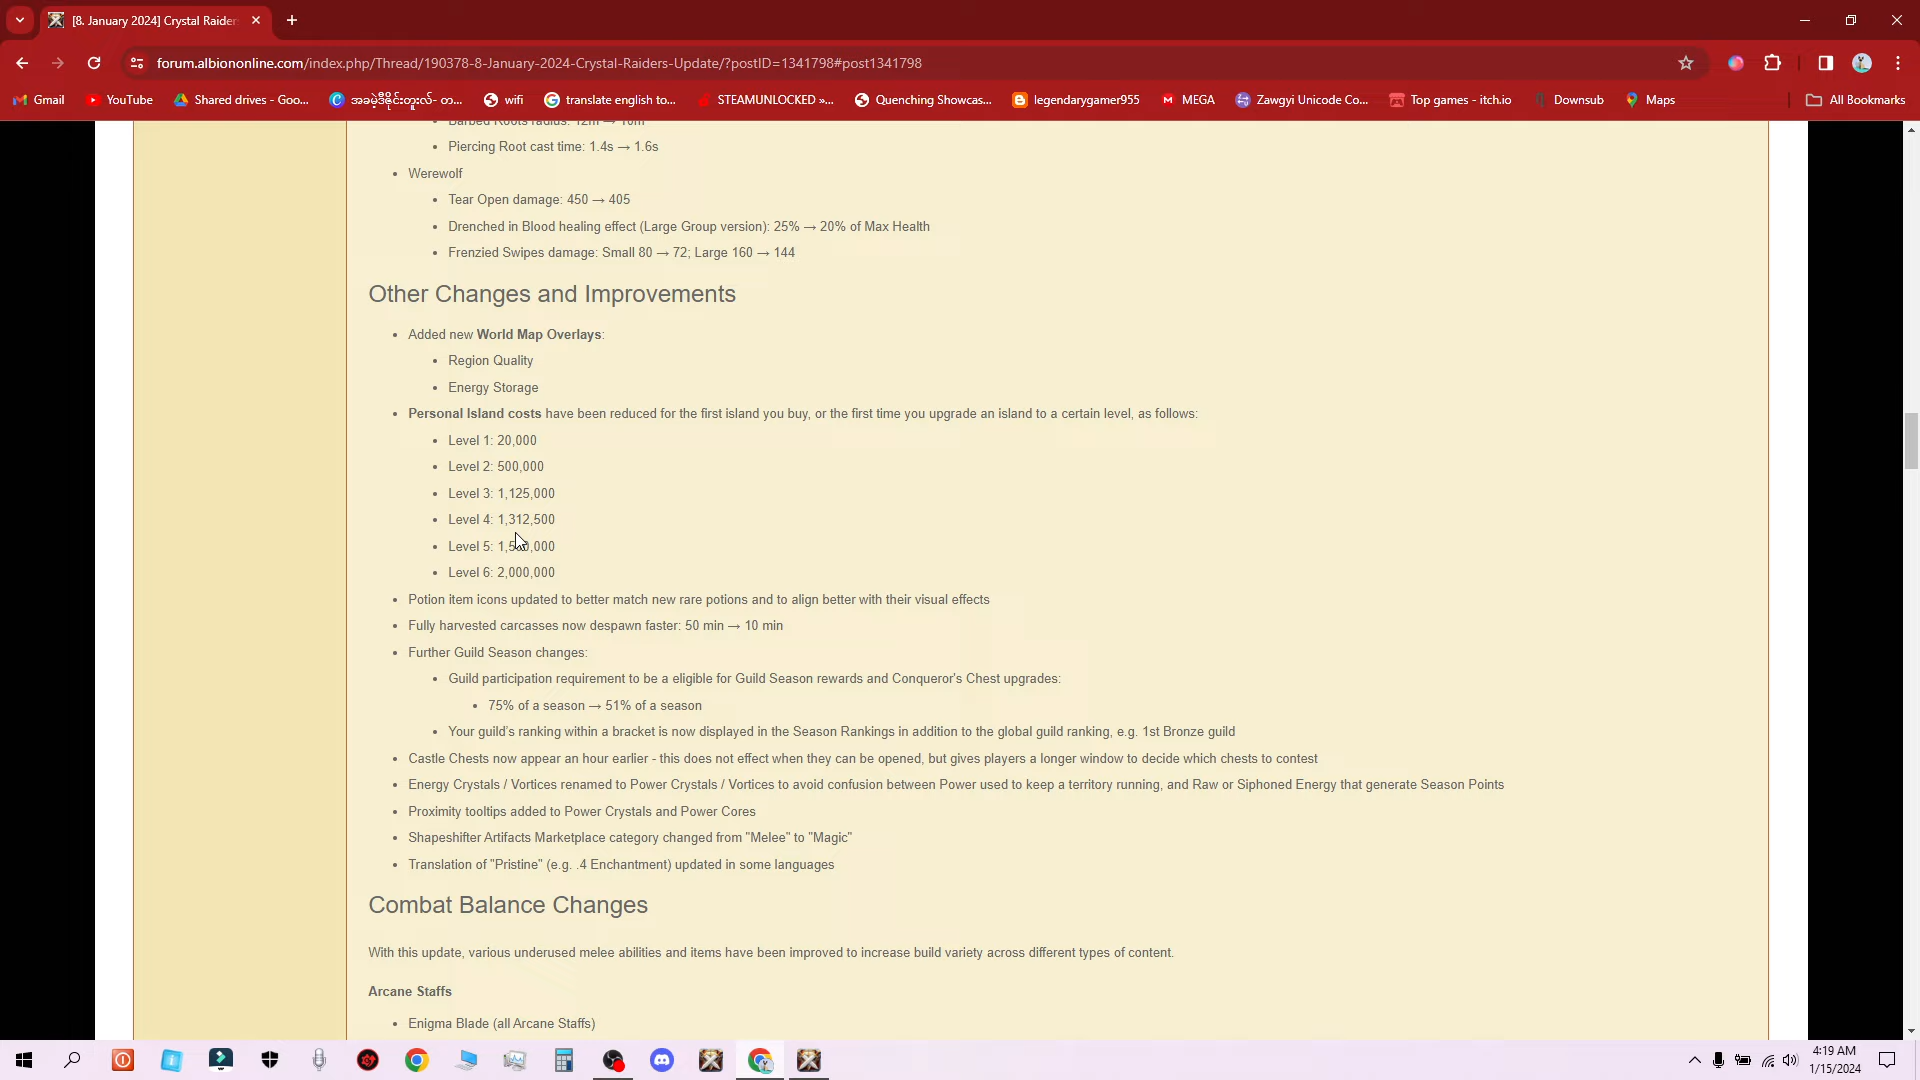 [8. January 2024] Crystal Raider
forum.albiononline.com/index.php/Thread/190378-8-January-2024-Crystal-Raiders-Update/?postID=1341798#post1341798
Gmail
YouTube
Shared drives - Goo...
wifi
translate english to...
STEAMUNLOCKED »...
Quenching Showcas...
legendarygamer955
MEGA
Zawgyi Unicode Co...
Top games - itch.io
Downsub
Maps
All Bookmarks
• Barbed Roots radius: 12m → 10m
• Piercing Root cast time: 1.4s → 1.6s
• Werewolf
• Tear Open damage: 450 → 405
• Drenched in Blood healing effect (Large Group version): 25% → 20% of Max Health
• Frenzied Swipes damage: Small 80 → 72; Large 160 → 144
Other Changes and Improvements
• Added new World Map Overlays:
• Region Quality
• Energy Storage
• Personal Island costs have been reduced for the first island you buy, or the first time you upgrade an island to a certain level, as follows:
• Level 1: 20,000
• Level 2: 500,000
• Level 3: 1,125,000
• Level 4: 1,312,500
• Level 5:
• Level 6: 2,000,000
• Potion item icons updated to better match new rare potions and to align better with their visual effects
• Fully harvested carcasses now despawn faster: 50 min → 10 min
• Further Guild Season changes:
• Guild participation requirement to be a eligible for Guild Season rewards and Conqueror's Chest upgrades:
• 75% of a season → 51% of a season
• Your guild's ranking within a bracket is now displayed in the Season Rankings in addition to the global guild ranking, e.g. 1st Bronze guild
• Castle Chests now appear an hour earlier - this does not effect when they can be opened, but gives players a longer window to decide which chests to contest
• Energy Crystals / Vortices renamed to Power Crystals / Vortices to avoid confusion between Power used to keep a territory running, and Raw or Siphoned Energy that generate Season Points
• Proximity tooltips added to Power Crystals and Power Cores
• Shapeshifter Artifacts Marketplace category changed from "Melee" to "Magic"
• Translation of "Pristine" (e.g. .4 Enchantment) updated in some languages
Combat Balance Changes
With this update, various underused melee abilities and items have been improved to increase build variety across different types of content.
Arcane Staffs
• Enigma Blade (all Arcane Staffs)
4:19 AM
1/15/2024